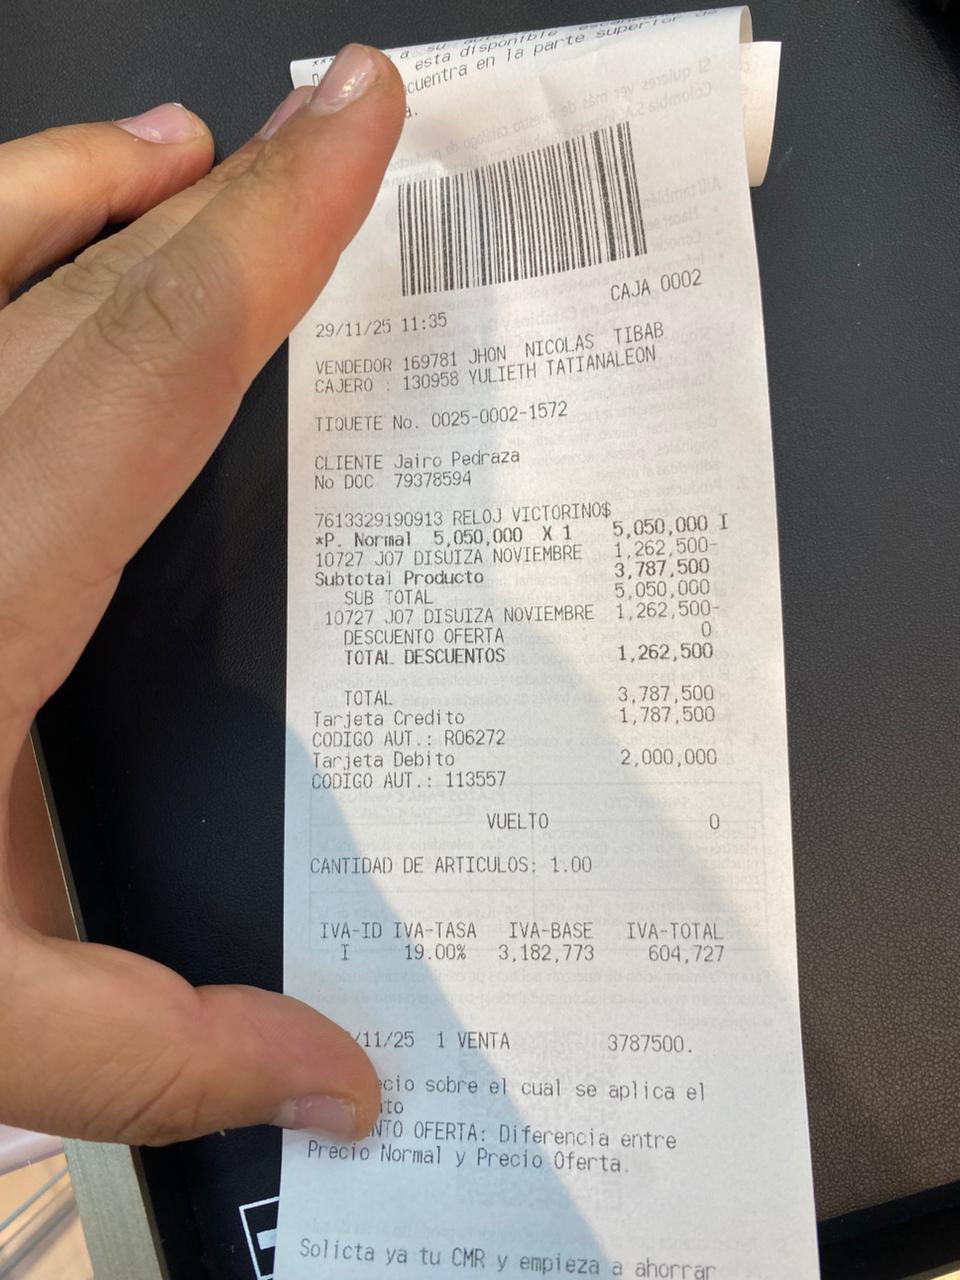 a su
esta disponible
cuentra en la parte superior de
a.
CAJA 0002
29/11/25 11:35
VENDEDOR 169781 JHON NICOLAS TIBAB
CAJERO : 130958 YULIETH TATIANALEON
TIQUETE No. 0025-0002-1572
CLIENTE Jairo Pedraza
No DOC 79378594
7613329190913 RELOJ VICTORINO$
*P. Normal 5,050,000 X 1 5,050,000 I
10727 J07 DISUIZA NOVIEMBRE 1,262,500-
Subtotal Producto 3,787,500
SUB TOTAL 5,050,000
10727 J07 DISUIZA NOVIEMBRE 1,262,500-
DESCUENTO OFERTA 0
TOTAL DESCUENTOS 1,262,500
TOTAL 3,787,500
Tarjeta Credito 1,787,500
CODIGO AUT.: R06272
Tarjeta Debito 2,000,000
CODIGO AUT.: 113557
VUELTO 0
CANTIDAD DE ARTICULOS: 1.00
IVA-ID IVA-TASA IVA-BASE IVA-TOTAL
I 19.00% 3,182,773 604,727
/11/25 1 VENTA 3787500.
ecio sobre el cual se aplica el
nto
NTO OFERTA: Diferencia entre
Precio Normal y Precio Oferta.
Solicta ya tu CMR y empieza a ahorrar